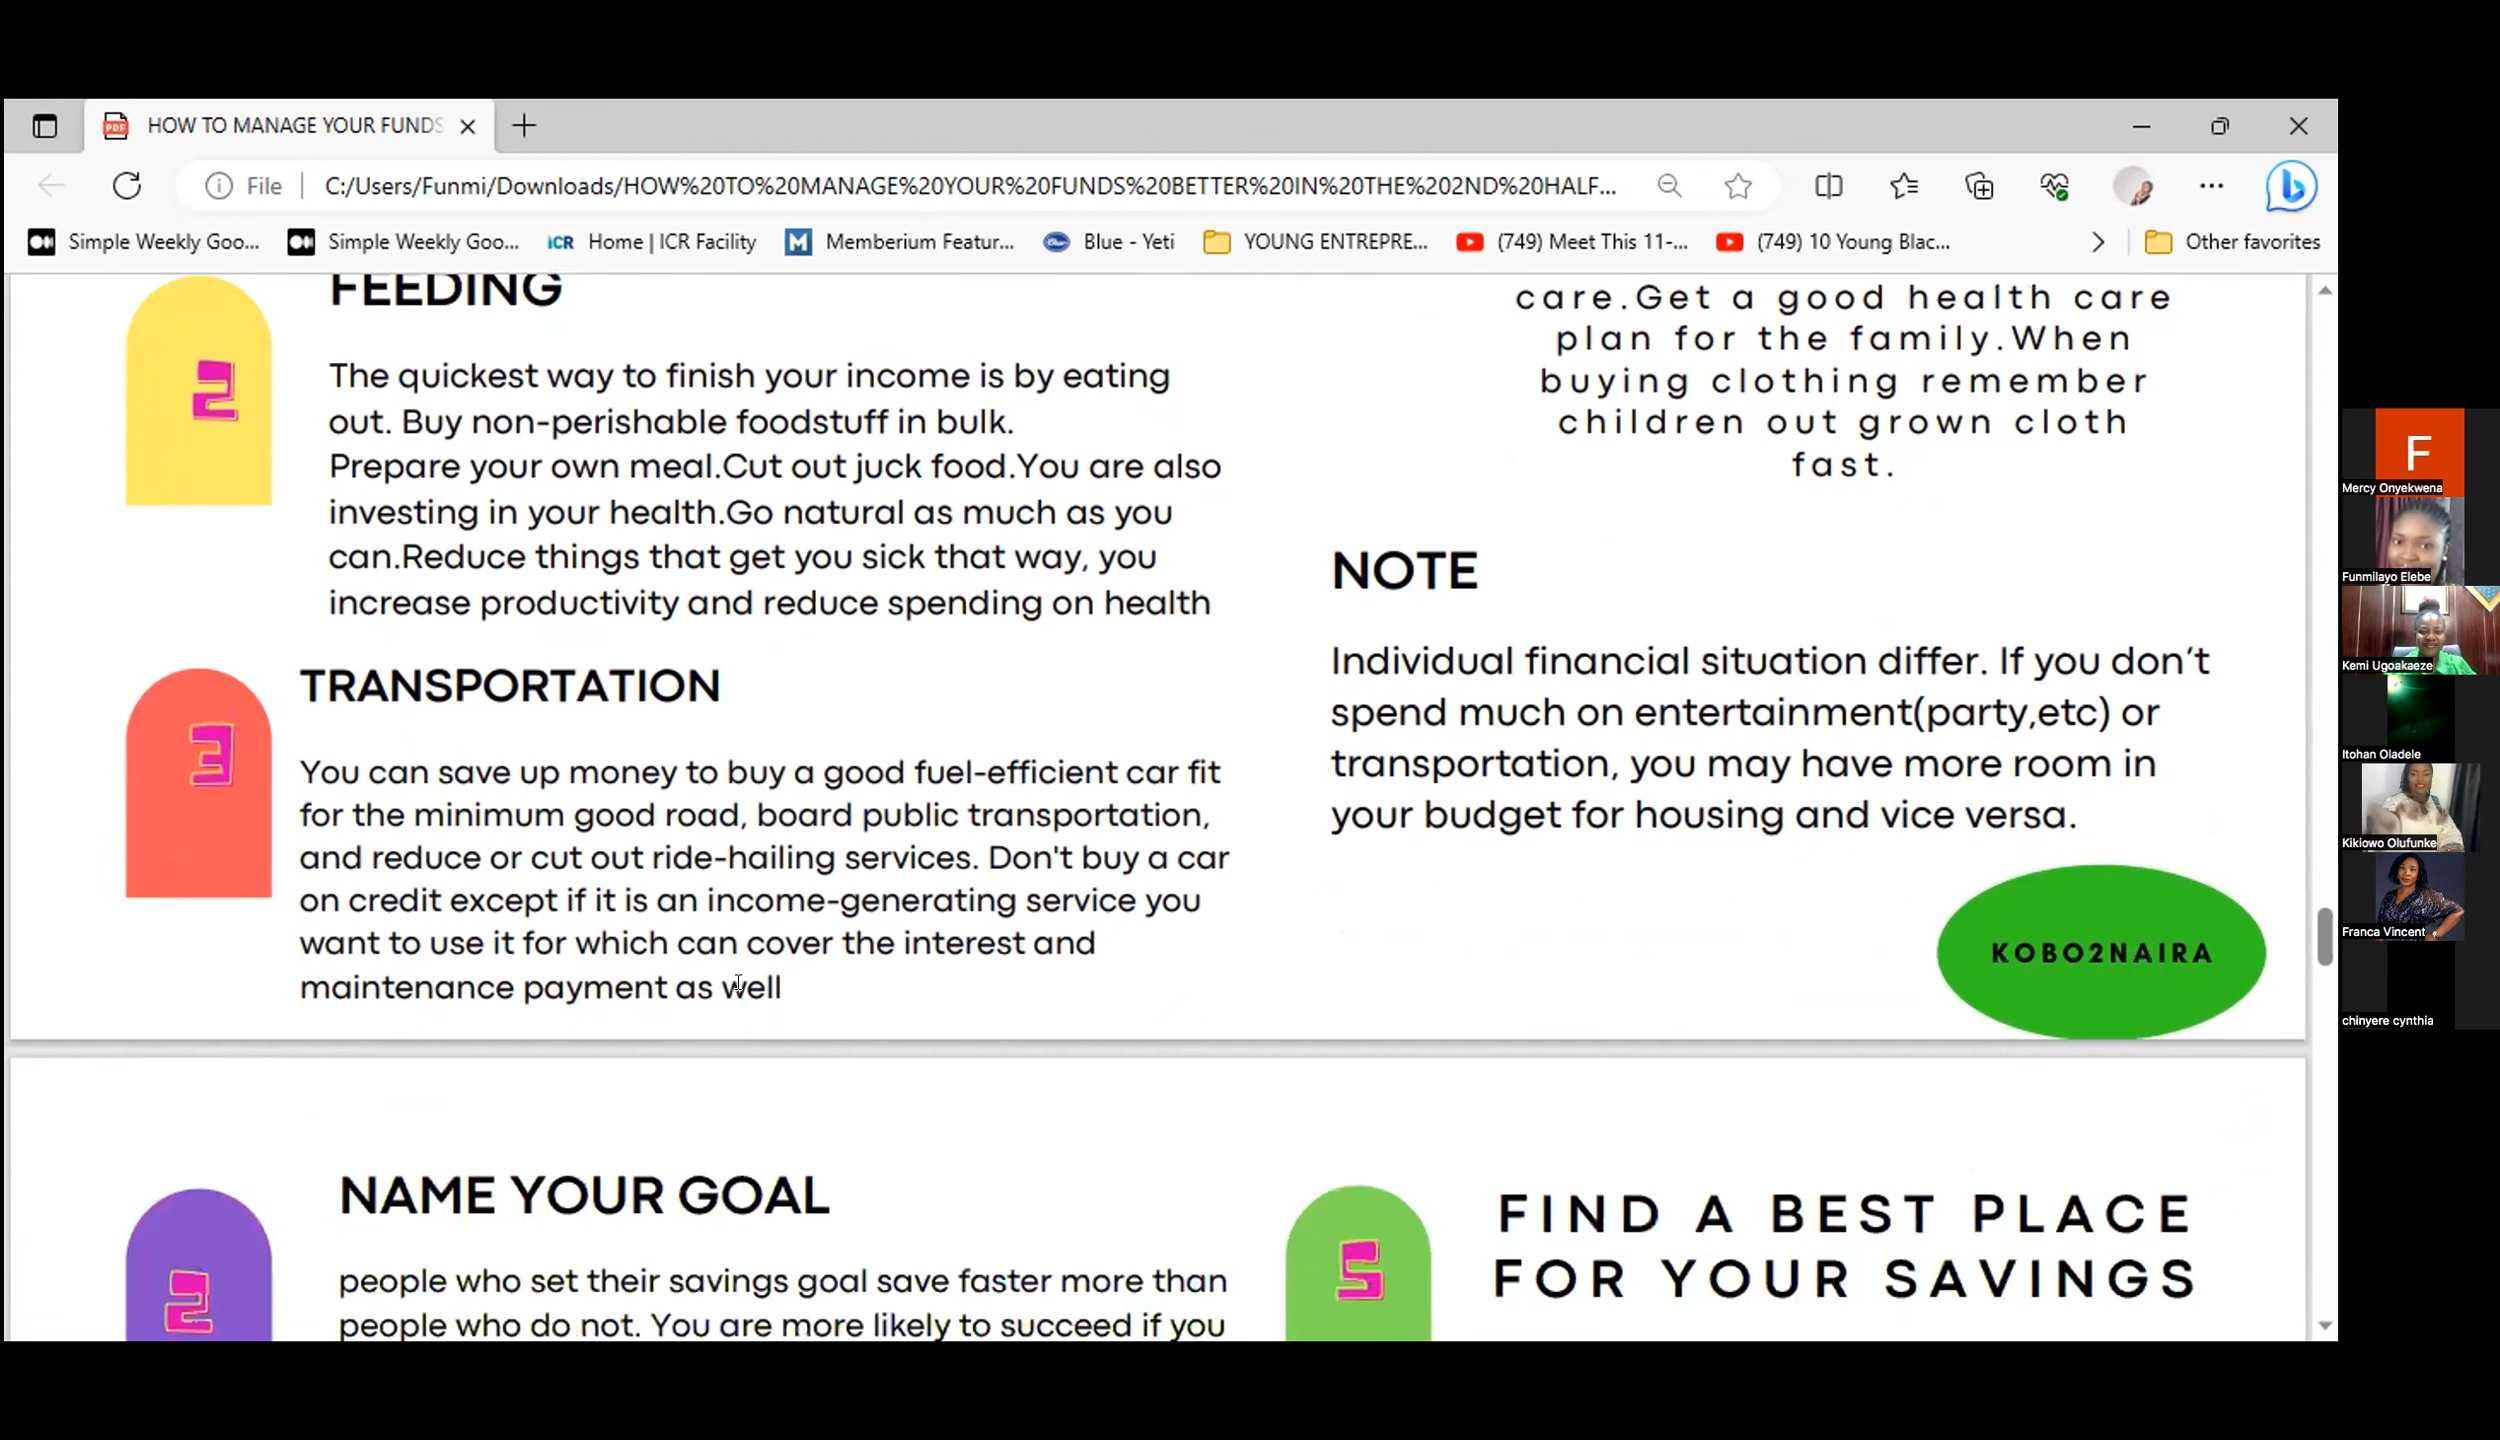 HOW TO MANAGE YOUR FUNDS
File
C:/Users/Funmi/Downloads/HOW%20TO%20MANAGE%20YOUR%20FUNDS%20BETTER%20IN%20THE%202ND%20HALF...
Simple Weekly Goo...
Simple Weekly Goo...
iCR Home | ICR Facility
M Memberium Featur...
Blue - Yeti
YOUNG ENTREPRE...
(749) Meet This 11-...
(749) 10 Young Blac...
Other favorites
FEEDING
2
The quickest way to finish your income is by eating
out. Buy non-perishable foodstuff in bulk.
Prepare your own meal.Cut out juck food.You are also
investing in your health.Go natural as much as you
can.Reduce things that get you sick that way, you
increase productivity and reduce spending on health
TRANSPORTATION
3
You can save up money to buy a good fuel-efficient car fit
for the minimum good road, board public transportation,
and reduce or cut out ride-hailing services. Don't buy a car
on credit except if it is an income-generating service you
want to use it for which can cover the interest and
maintenance payment as well
care.Get a good health care
plan for the family.When
buying clothing remember
children out grown cloth
fast.
NOTE
Individual financial situation differ. If you don’t
spend much on entertainment(party,etc) or
transportation, you may have more room in
your budget for housing and vice versa.
KOBO2NAIRA
NAME YOUR GOAL
2
people who set their savings goal save faster more than
people who do not. You are more likely to succeed if you
5
FIND A BEST PLACE
FOR YOUR SAVINGS
F
Mercy Onyekwena
Funmilayo Elebe
Kemi Ugoakaeze
Itohan Oladele
Kikiowo Olufunke
Franca Vincent
chinyere cynthia